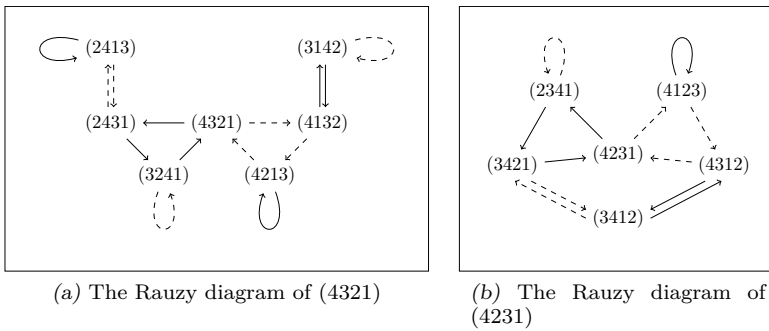 (2413) (3142)
(2431) (4321) (4132)
(3241) (4213)
(a) The Rauzy diagram of (4321)
(2341) (4123)
(3421) (4231) (4312)
(3412)
(b) The Rauzy diagram of
(4231)